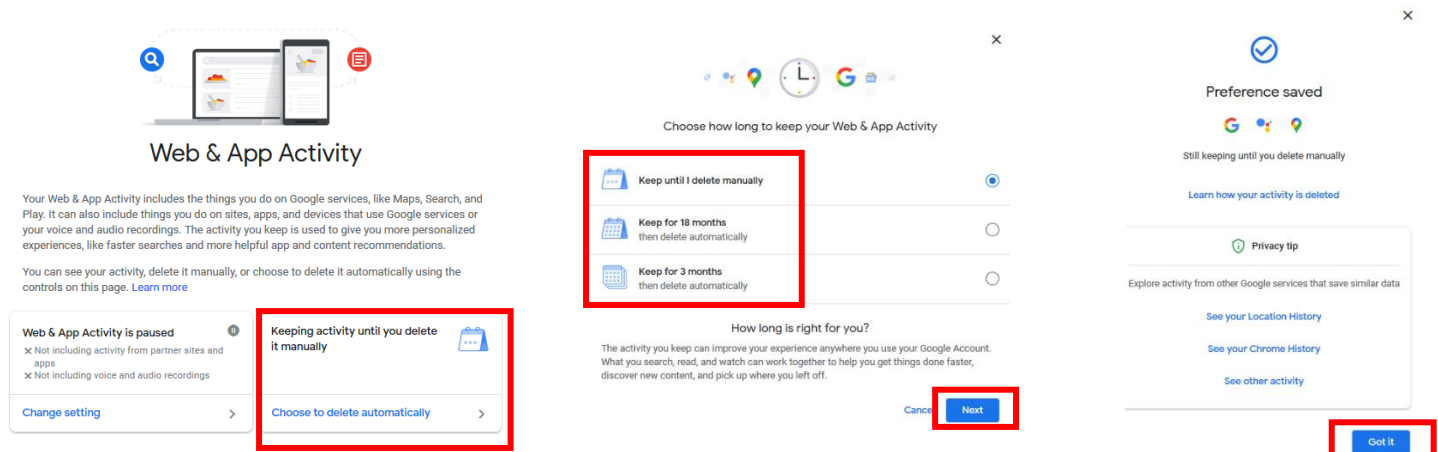 Web & App Activity
Your Web & App Activity includes the things you do on Google services, like Maps, Search, and
Play. It can also include things you do on sites, apps, and devices that use Google services or
your voice and audio recordings. The activity you keep is used to give you more personalized
experiences, like faster searches and more helpful app and content recommendations.
You can see your activity, delete it manually, or choose to delete it automatically using the
controls on this page. Learn more
Web & App Activity is paused
Not including activity from partner sites and
apps
Not including voice and audio recordings
Change setting
Keeping activity until you delete
it manually
Choose to delete automatically
Choose how long to keep your Web & App Activity
Keep until I delete manually
Keep for 18 months
then delete automatically
Keep for 3 months
then delete automatically
How long is right for you?
The activity you keep can improve your experience anywhere you use your Google Account.
What you search, read, and watch can work together to help you get things done faster,
discover new content, and pick up where you left off.
Cance
Next
Preference saved
Still keeping until you delete manually
Learn how your activity is deleted
Privacy tip
Explore activity from other Google services that save similar data
See your Location History
See your Chrome History
See other activity
Got it